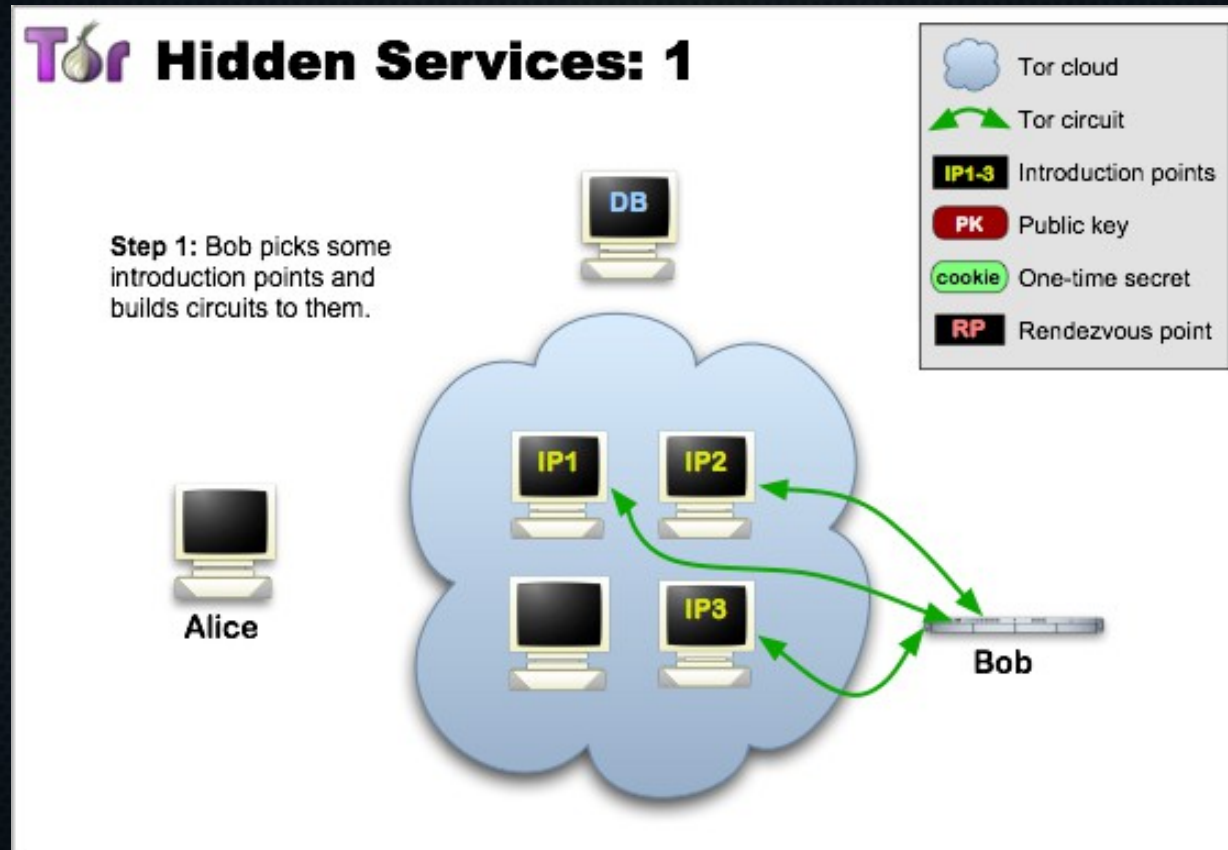 Tor Hidden Services: 1
Tor cloud
Tor circuit
IP1-3 Introduction points
PK Public key
cookie One-time secret
RP Rendezvous point
DB
Step 1: Bob picks some
introduction points and
builds circuits to them.
IP1 IP2
IP3
Alice
Bob